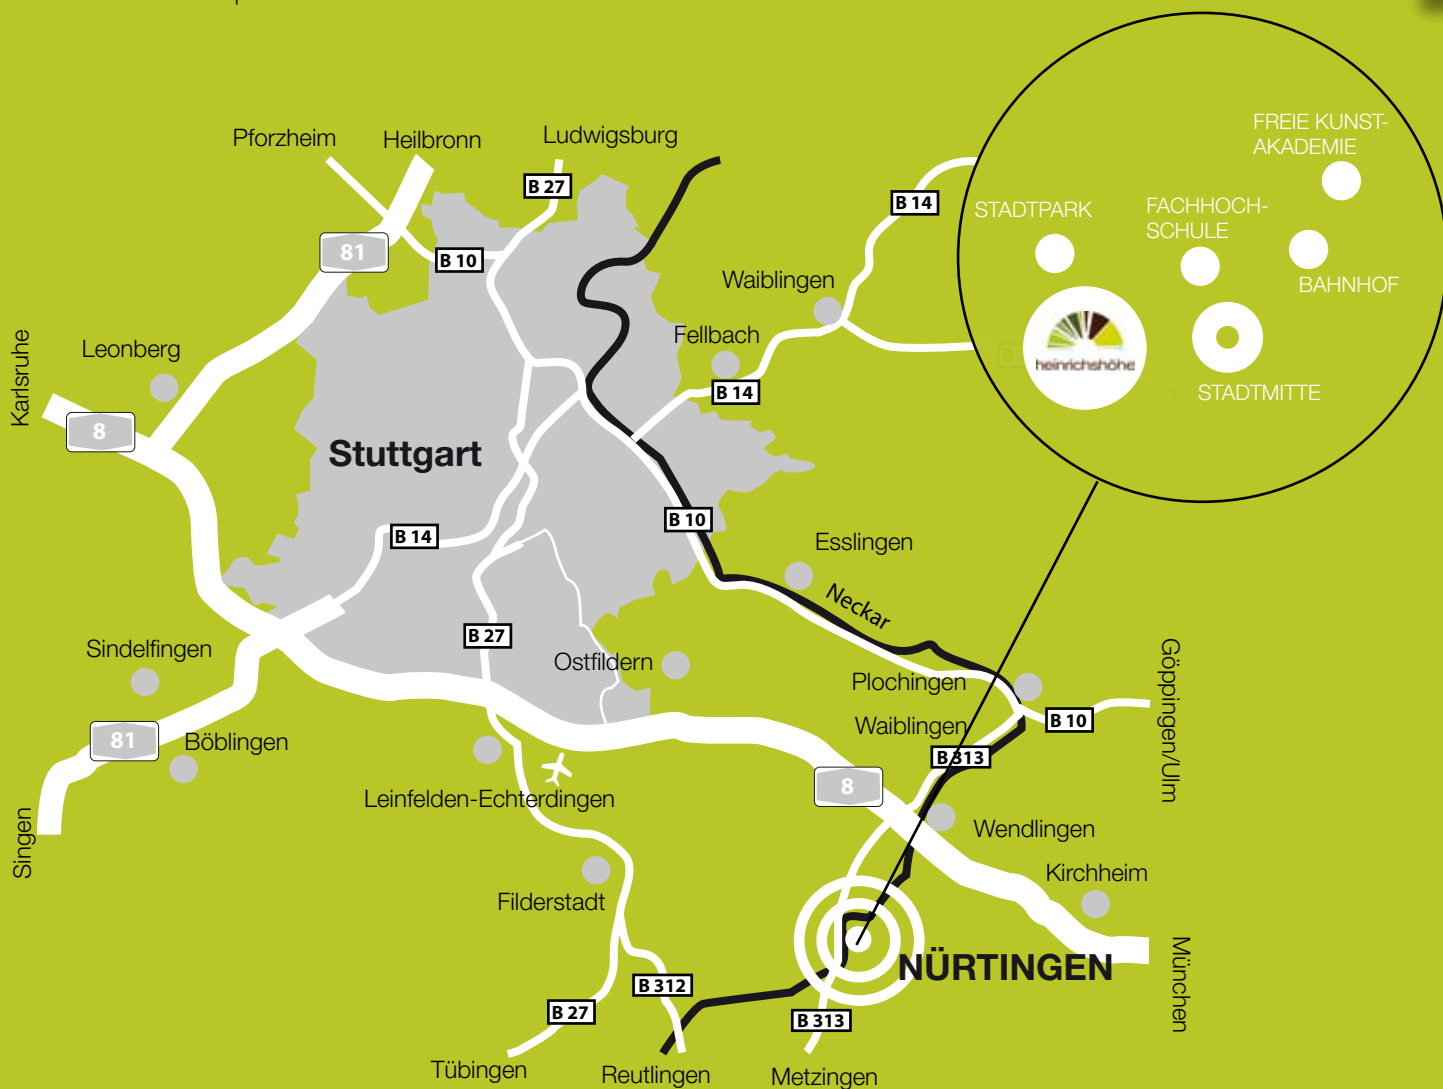 Pforzheim
Heilbronn
Ludwigsburg
FREIE KUNST-
AKADEMIE
B 27
B 14
STADTPARK
FACHHOCH-
SCHULE
81
B 10
Waiblingen
BAHNHOF
Karlsruhe
Leonberg
Fellbach
heinrichshöhe
B 14
STADTMITTE
8
Stuttgart
B 10
B 14
Esslingen
Neckar
B 27
Sindelfingen
Ostfildern
Plochingen
Göppingen/Ulm
Waiblingen
B 10
81
Böblingen
B 313
8
Leinfelden-Echterdingen
Singen
Wendlingen
Kirchheim
Filderstadt
NÜRTINGEN
München
B 312
B 27
B 313
Tübingen
Reutlingen
Metzingen